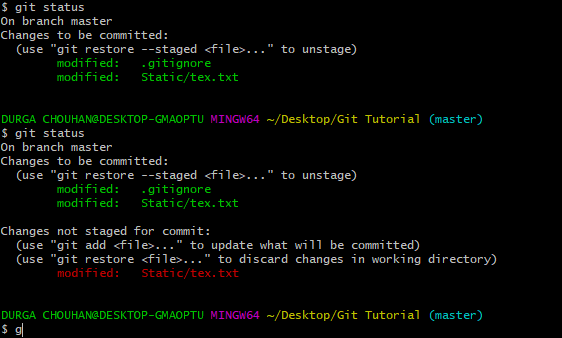 $ git status
On branch master
Changes to be committed:
  (use "git restore --staged <file>..." to unstage)
        modified:   .gitignore
        modified:   Static/tex.txt

DURGA CHOUHAN@DESKTOP-GMAOPTU MINGW64 ~/Desktop/Git Tutorial (master)
$ git status
On branch master
Changes to be committed:
  (use "git restore --staged <file>..." to unstage)
        modified:   .gitignore
        modified:   Static/tex.txt

Changes not staged for commit:
  (use "git add <file>..." to update what will be committed)
  (use "git restore <file>..." to discard changes in working directory)
        modified:   Static/tex.txt

DURGA CHOUHAN@DESKTOP-GMAOPTU MINGW64 ~/Desktop/Git Tutorial (master)
$ g